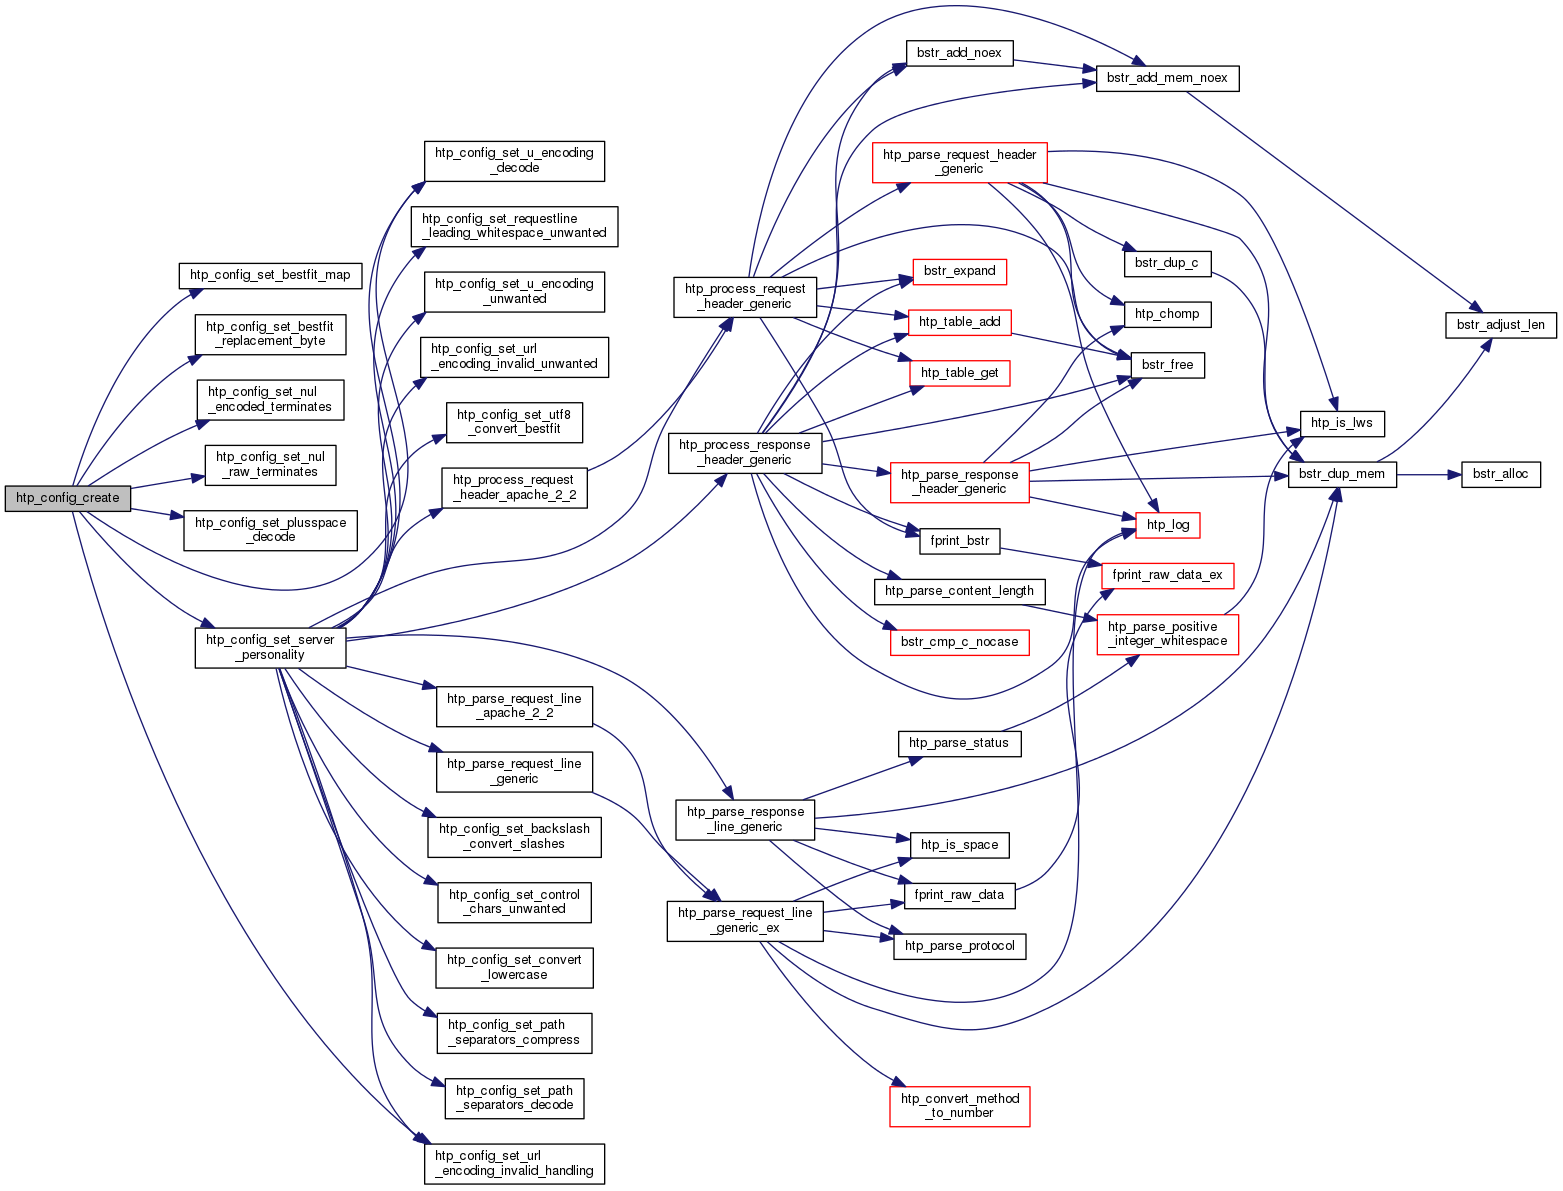 htp_config_create
htp_config_set_bestfit_map
htp_config_set_bestfit
_replacement_byte
htp_config_set_nul
_encoded_terminates
htp_config_set_nul
_raw_terminates
htp_config_set_plusspace
_decode
htp_config_set_server
_personality
htp_config_set_u_encoding
_decode
htp_config_set_requestline
_leading_whitespace_unwanted
htp_config_set_u_encoding
_unwanted
htp_config_set_url
_encoding_invalid_unwanted
htp_config_set_utf8
_convert_bestfit
htp_process_request
_header_apache_2_2
htp_parse_request_line
_apache_2_2
htp_parse_request_line
_generic
htp_config_set_backslash
_convert_slashes
htp_config_set_control
_chars_unwanted
htp_config_set_convert
_lowercase
htp_config_set_path
_separators_compress
htp_config_set_path
_separators_decode
htp_config_set_url
_encoding_invalid_handling
htp_process_request
_header_generic
htp_process_response
_header_generic
htp_parse_response
_line_generic
htp_parse_request_line
_generic_ex
bstr_add_noex
htp_parse_request_header
_generic
bstr_expand
htp_table_add
htp_table_get
htp_parse_response
_header_generic
fprint_bstr
htp_parse_content_length
bstr_cmp_c_nocase
htp_parse_status
htp_is_space
fprint_raw_data
htp_parse_protocol
htp_convert_method
_to_number
bstr_add_mem_noex
bstr_dup_c
htp_chomp
bstr_free
htp_log
fprint_raw_data_ex
htp_parse_positive
_integer_whitespace
htp_is_lws
bstr_dup_mem
bstr_adjust_len
bstr_alloc